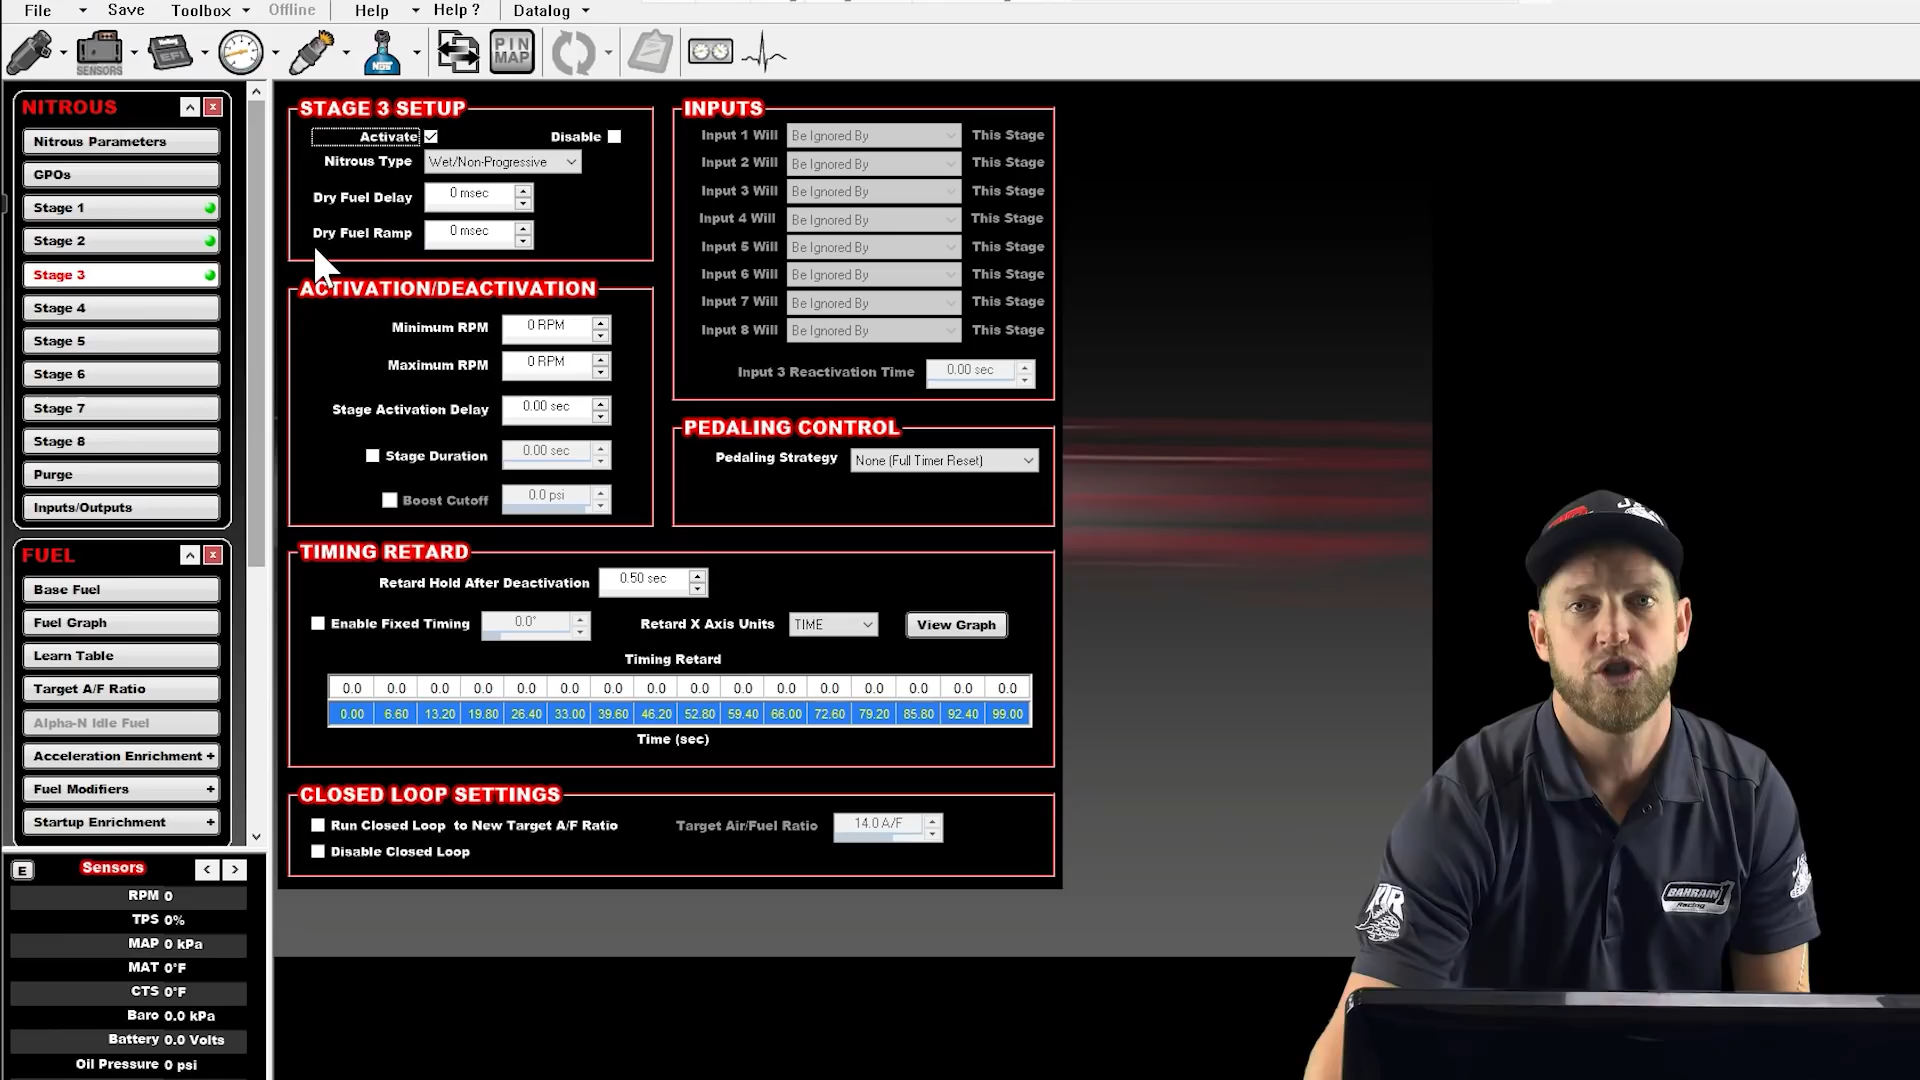 File Save Toolbox Offline Help Help ? Datalog
SENSORS EFI NOS PIN MAP
NITROUS
Nitrous Parameters
GPOs
Stage 1
Stage 2
Stage 3
Stage 4
Stage 5
Stage 6
Stage 7
Stage 8
Purge
Inputs/Outputs
FUEL
Base Fuel
Fuel Graph
Learn Table
Target A/F Ratio
Alpha-N Idle Fuel
Acceleration Enrichment +
Fuel Modifiers +
Startup Enrichment +
E Sensors < >
RPM 0
TPS 0%
MAP 0 kPa
MAT 0°F
CTS 0°F
Baro 0.0 kPa
Battery 0.0 Volts
Oil Pressure 0 psi
STAGE 3 SETUP
Activate Disable
Nitrous Type Wet/Non-Progressive
Dry Fuel Delay 0 msec
Dry Fuel Ramp 0 msec
ACTIVATION/DEACTIVATION
Minimum RPM 0 RPM
Maximum RPM 0 RPM
Stage Activation Delay 0.00 sec
Stage Duration 0.00 sec
Boost Cutoff 0.0 psi
INPUTS
Input 1 Will Be Ignored By This Stage
Input 2 Will Be Ignored By This Stage
Input 3 Will Be Ignored By This Stage
Input 4 Will Be Ignored By This Stage
Input 5 Will Be Ignored By This Stage
Input 6 Will Be Ignored By This Stage
Input 7 Will Be Ignored By This Stage
Input 8 Will Be Ignored By This Stage
Input 3 Reactivation Time 0.00 sec
PEDALING CONTROL
Pedaling Strategy None (Full Timer Reset)
TIMING RETARD
Retard Hold After Deactivation 0.50 sec
Enable Fixed Timing 0.0° Retard X Axis Units TIME View Graph
Timing Retard
0.0 0.0 0.0 0.0 0.0 0.0 0.0 0.0 0.0 0.0 0.0 0.0 0.0 0.0 0.0 0.0
0.00 6.60 13.20 19.80 26.40 33.00 39.60 46.20 52.80 59.40 66.00 72.60 79.20 85.80 92.40 99.00
Time (sec)
CLOSED LOOP SETTINGS
Run Closed Loop to New Target A/F Ratio Target Air/Fuel Ratio 14.0 A/F
Disable Closed Loop
BAHRAIN 1
Racing